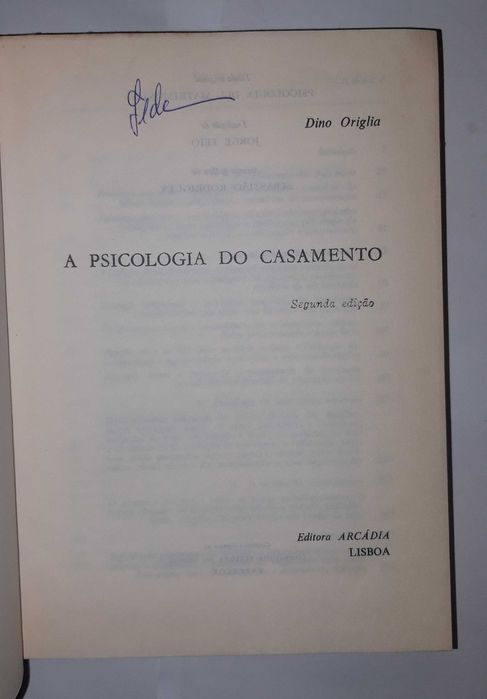 Dino Origlia
A PSICOLOGIA DO CASAMENTO
Segunda edição
Editora ARCÁDIA
LISBOA